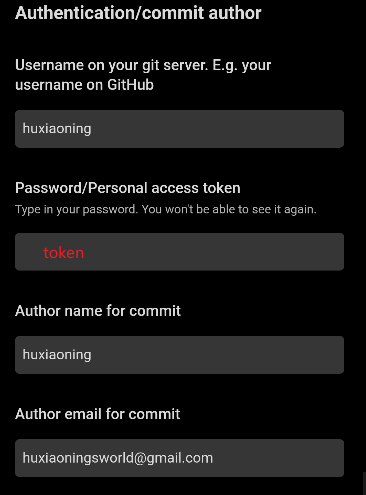 Authentication/commit author
Username on your git server. E.g. your
username on GitHub
huxiaoning
Password/Personal access token
Type in your password. You won't be able to see it again.
token
Author name for commit
huxiaoning
Author email for commit
huxiaoningsworld@gmail.com